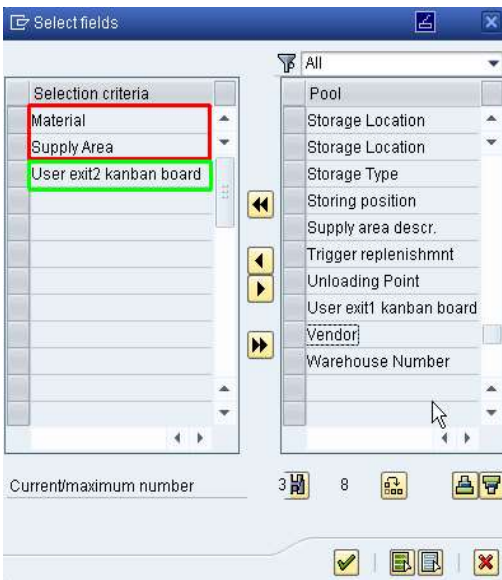 Select fields
All
Selection criteria
Material
Supply Area
User exit2 kanban board
Pool
Storage Location
Storage Location
Storage Type
Storing position
Supply area descr.
Trigger replenishmnt
Unloading Point
User exit1 kanban board
Vendor
Warehouse Number
Current/maximum number 3 8